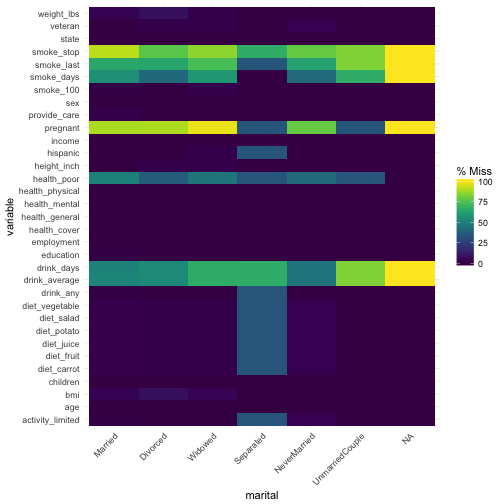 weight_lbs
veteran
state
smoke_stop
smoke_last
smoke_days
smoke_100
sex
provide_care
pregnant
income
hispanic
height_inch
health_poor
health_physical
health_mental
health_general
health_cover
employment
education
drink_days
drink_average
drink_any
diet_vegetable
diet_salad
diet_potato
diet_juice
diet_fruit
diet_carrot
children
bmi
age
activity_limited
variable
Married
Divorced
Widowed
Separated
NeverMarried
UnmarriedCouple
NA
marital
% Miss
100
75
50
25
0